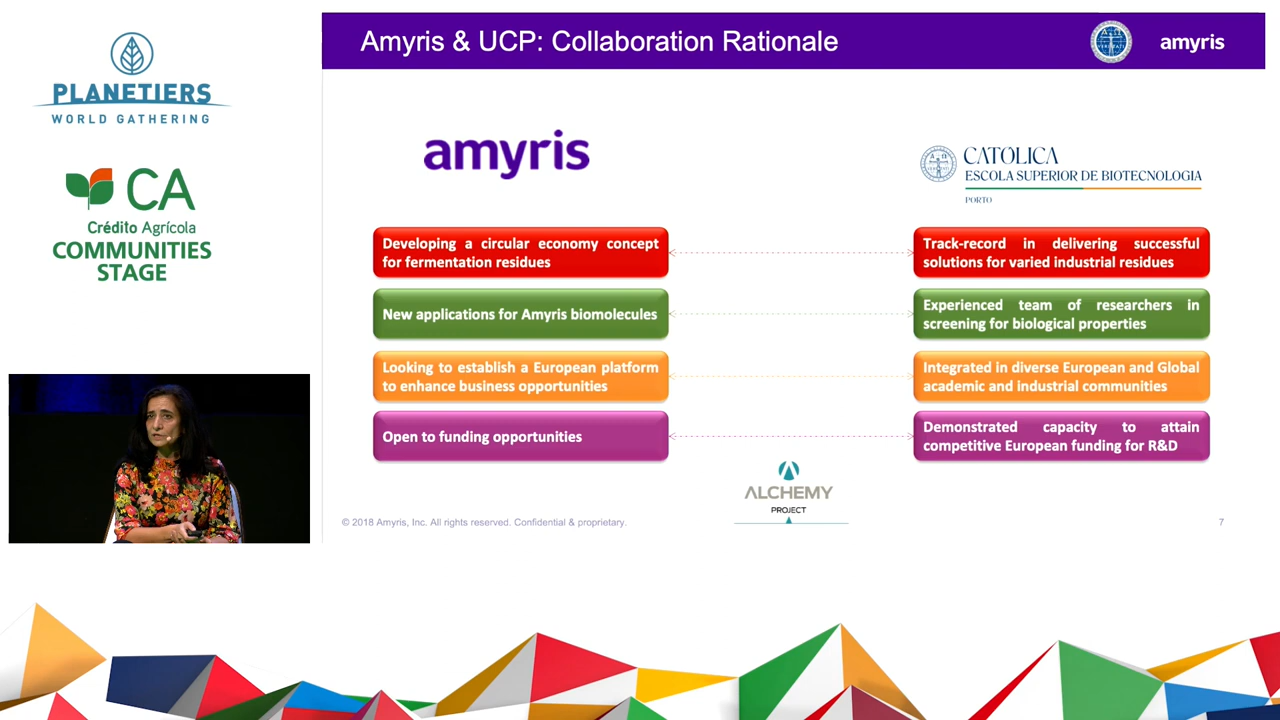 PLANETIERS
WORLD GATHERING
CA
Crédito Agrícola
COMMUNITIES
STAGE
Amyris & UCP: Collaboration Rationale
amyris
amyris
CATOLICA
ESCOLA SUPERIOR DE BIOTECNOLOGIA
PORTO
Developing a circular economy concept
for fermentation residues
Track-record in delivering successful
solutions for varied industrial residues
New applications for Amyris biomolecules
Experienced team of researchers in
screening for biological properties
Looking to establish a European platform
to enhance business opportunities
Integrated in diverse European and Global
academic and industrial communities
Open to funding opportunities
Demonstrated capacity to attain
competitive European funding for R&D
ALCHEMY
PROJECT
© 2018 Amyris, Inc. All rights reserved. Confidential & proprietary.
7